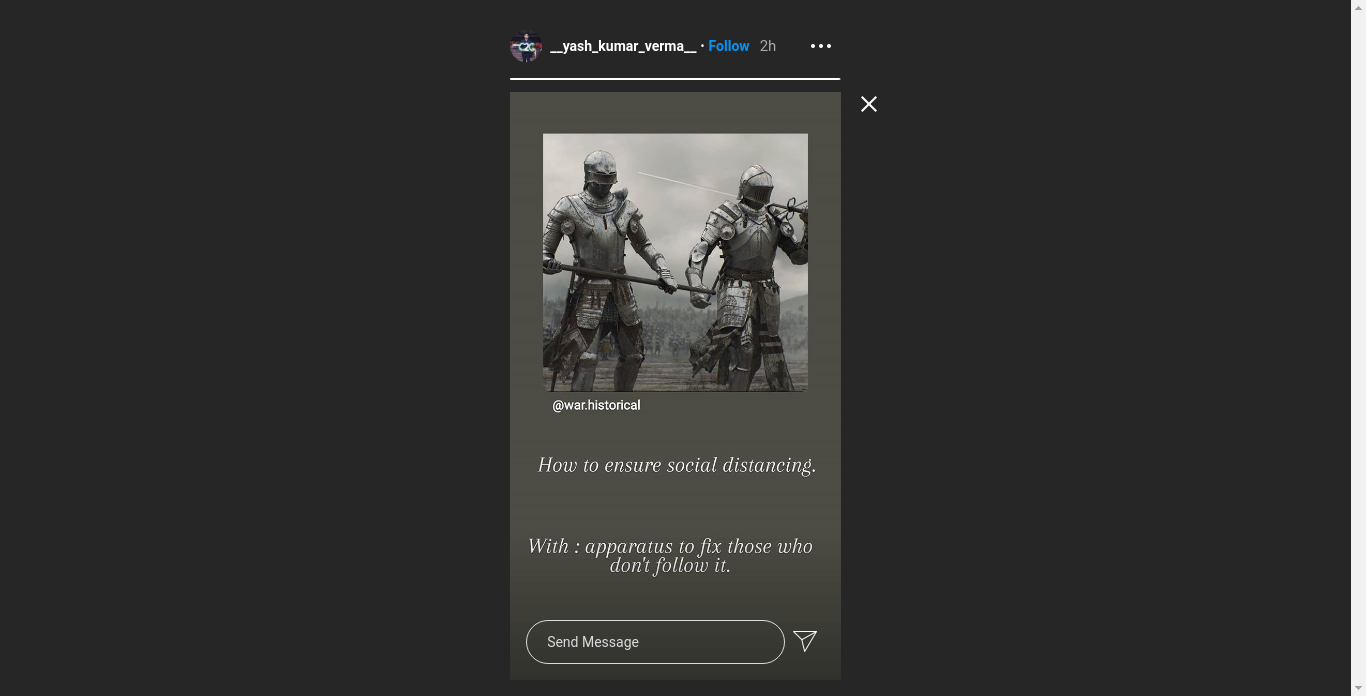 C2C
__yash_kumar_verma__ · Follow 2h
@war.historical
How to ensure social distancing.
With : apparatus to fix those who
don't follow it.
Send Message